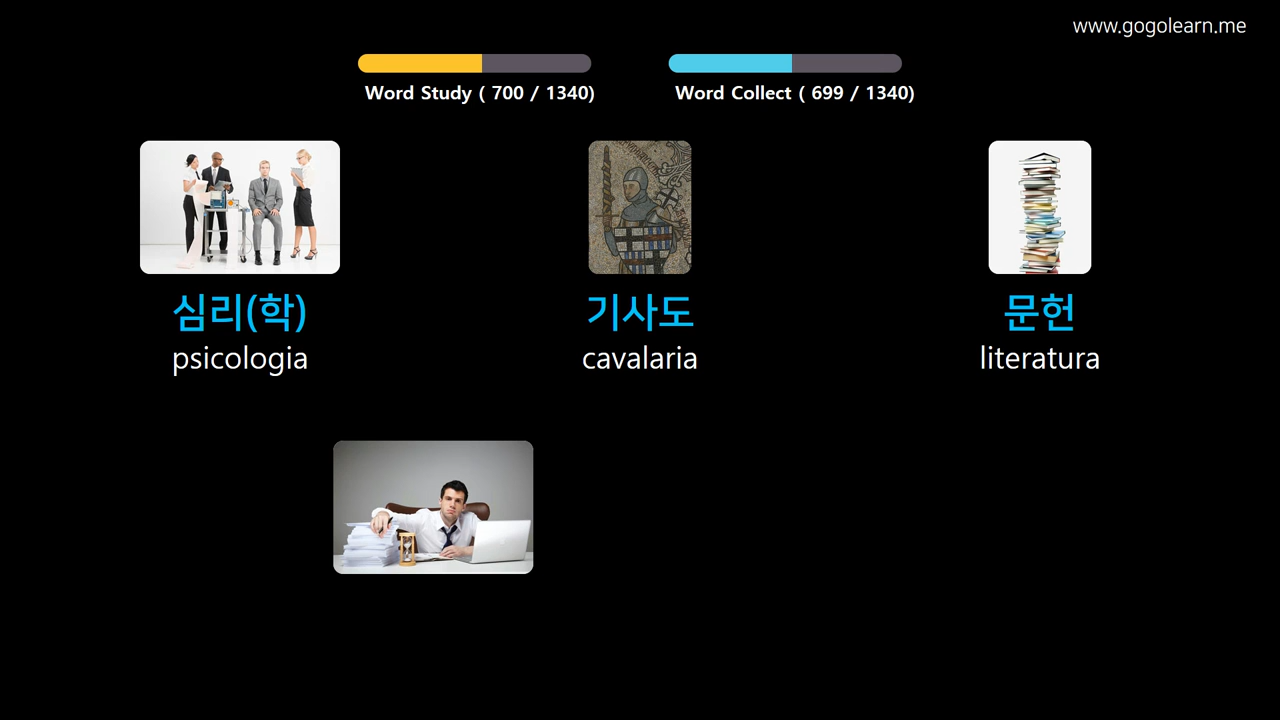 www.gogolearn.me
Word Study ( 700 / 1340)
Word Collect ( 699 / 1340)
심리(학)
psicologia
기사도
cavalaria
문헌
literatura